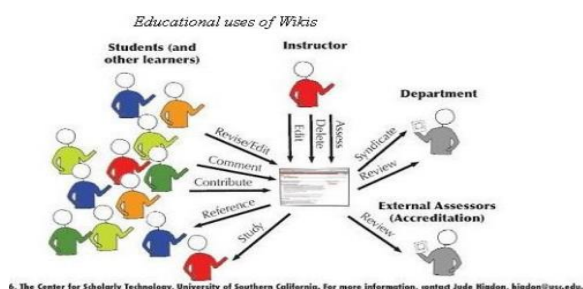 Educational uses of Wikis
Students (and
other learners)
Instructor
Department
Edit
Delete
Assess
Revise/Edit
Comment
Contribute
Reference
Study
Syndicate
Review
External Assessors
(Accreditation)
Review
6. The Center for Scholarly Technology, University of Southern California. For more information, contact Jude Higdon, higdon@usc.edu.